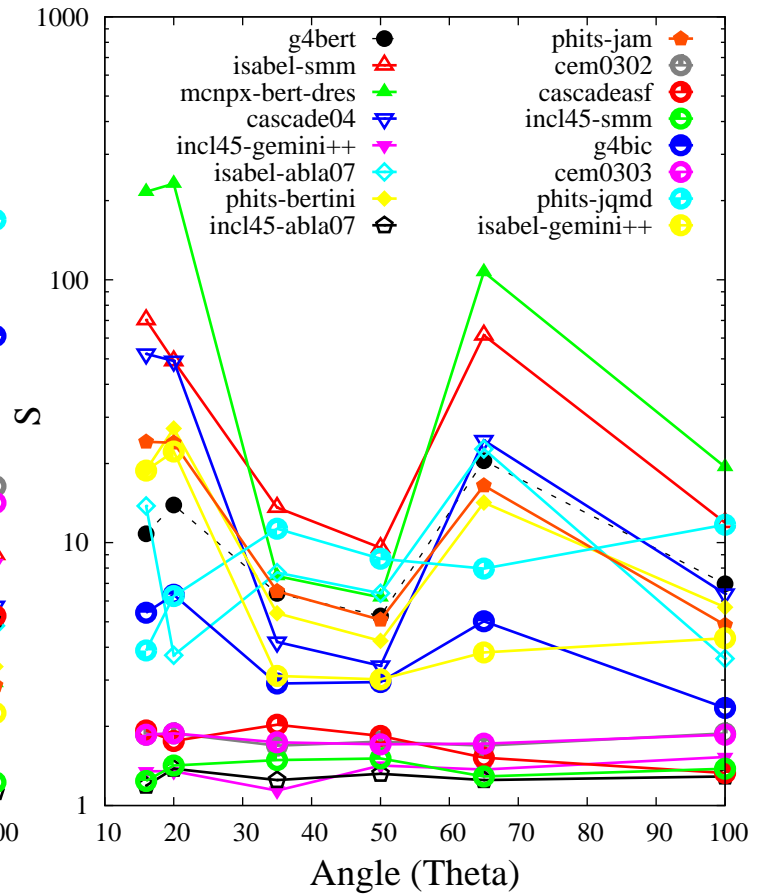 1000
100
10
1
S
g4bert
isabel-smm
mcnpx-bert-dres
cascade04
incl45-gemini++
isabel-abla07
phits-bertini
incl45-abla07
phits-jam
cem0302
cascadeasf
incl45-smm
g4bic
cem0303
phits-jqmd
isabel-gemini++
00
10 20 30 40 50 60 70 80 90 100
Angle (Theta)